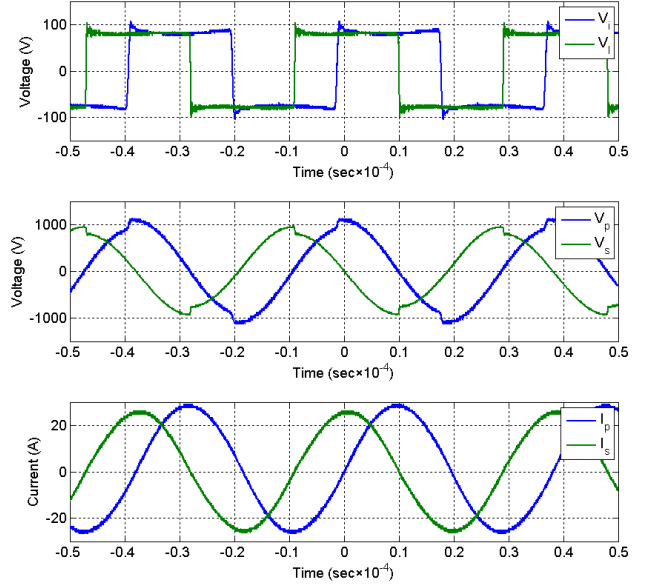 100
0
-100
Voltage (V)
V_i
V_l
-0.5 -0.4 -0.3 -0.2 -0.1 0 0.1 0.2 0.3 0.4 0.5
Time (sec×10⁻⁴)
1000
0
-1000
Voltage (V)
V_p
V_s
-0.5 -0.4 -0.3 -0.2 -0.1 0 0.1 0.2 0.3 0.4 0.5
Time (sec×10⁻⁴)
20
0
-20
Current (A)
I_p
I_s
-0.5 -0.4 -0.3 -0.2 -0.1 0 0.1 0.2 0.3 0.4 0.5
Time (sec×10⁻⁴)